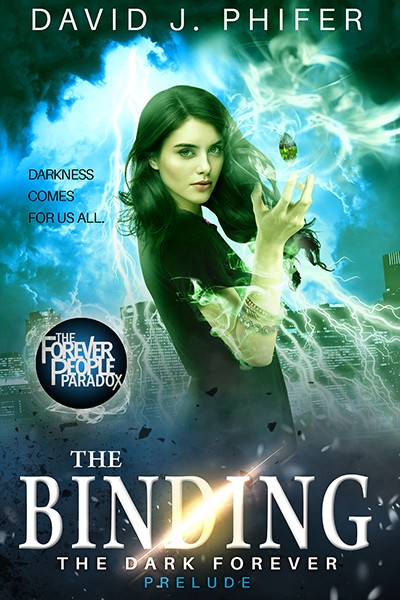 DAVID J. PHIFER
DARKNESS
COMES
FOR US ALL.
THE
FOREVER
PEOPLE
PARADOX
THE
BINDING
THE DARK FOREVER
PRELUDE